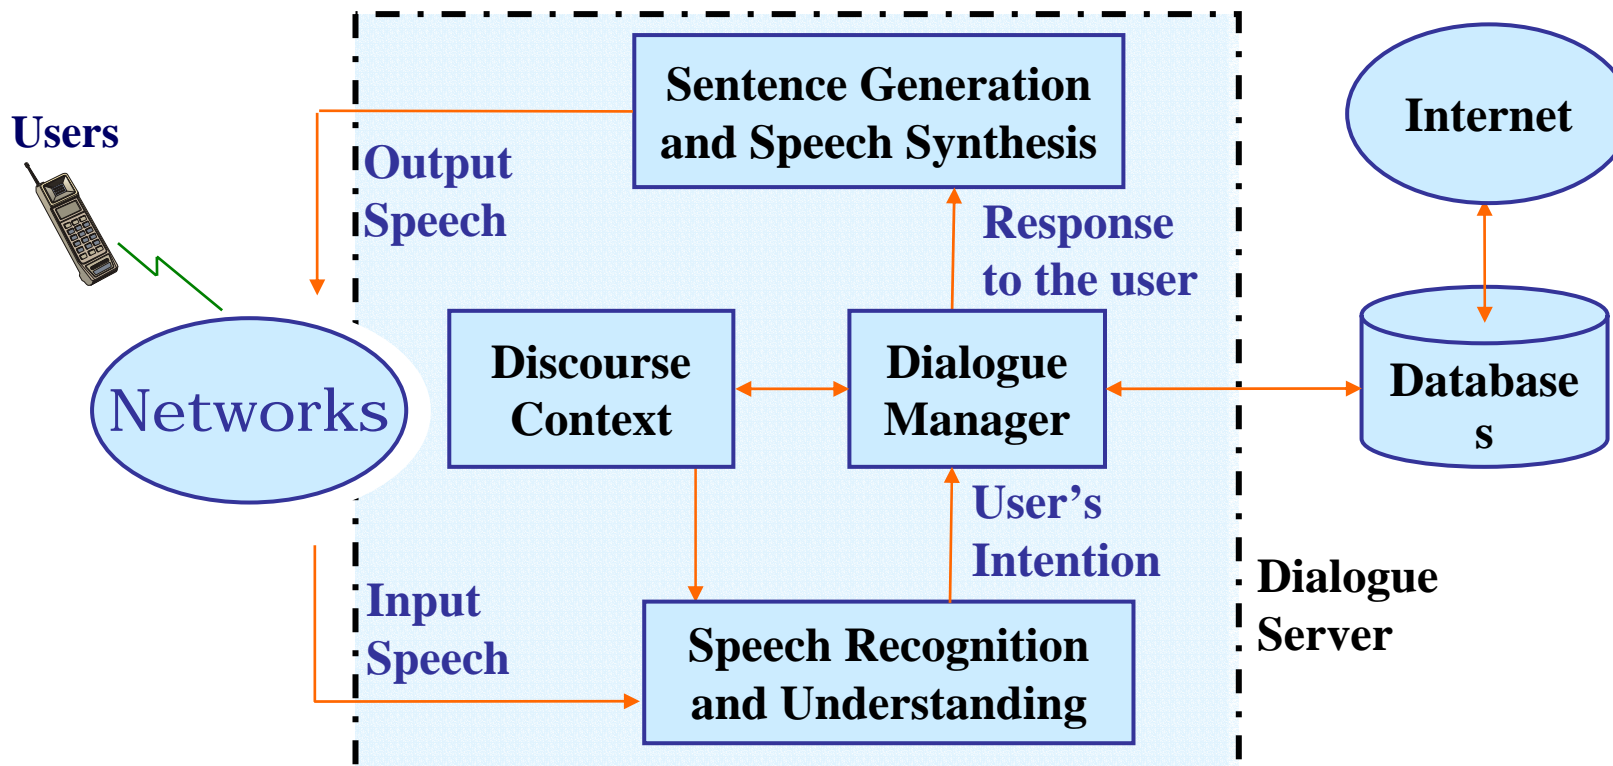 Sentence Generation
and Speech Synthesis
Internet
Users
Output
Speech
Response
to the user
Discourse
Context
Dialogue
Manager
Database
s
Networks
User’s
Intention
Dialogue
Server
Input
Speech
Speech Recognition
and Understanding